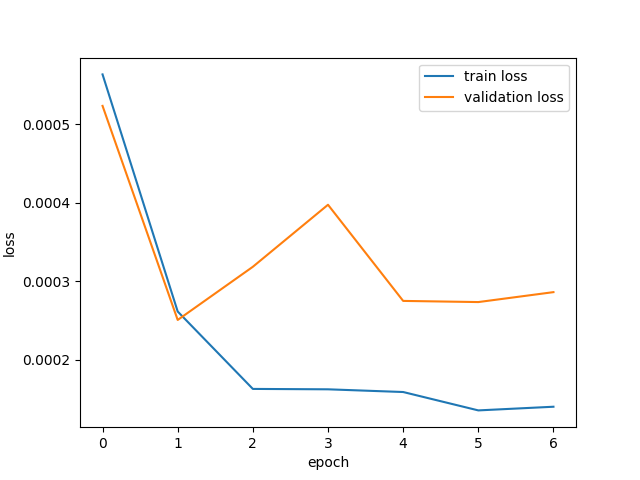 train loss
validation loss
0.0005
0.0004
0.0003
0.0002
loss
0 1 2 3 4 5 6
epoch